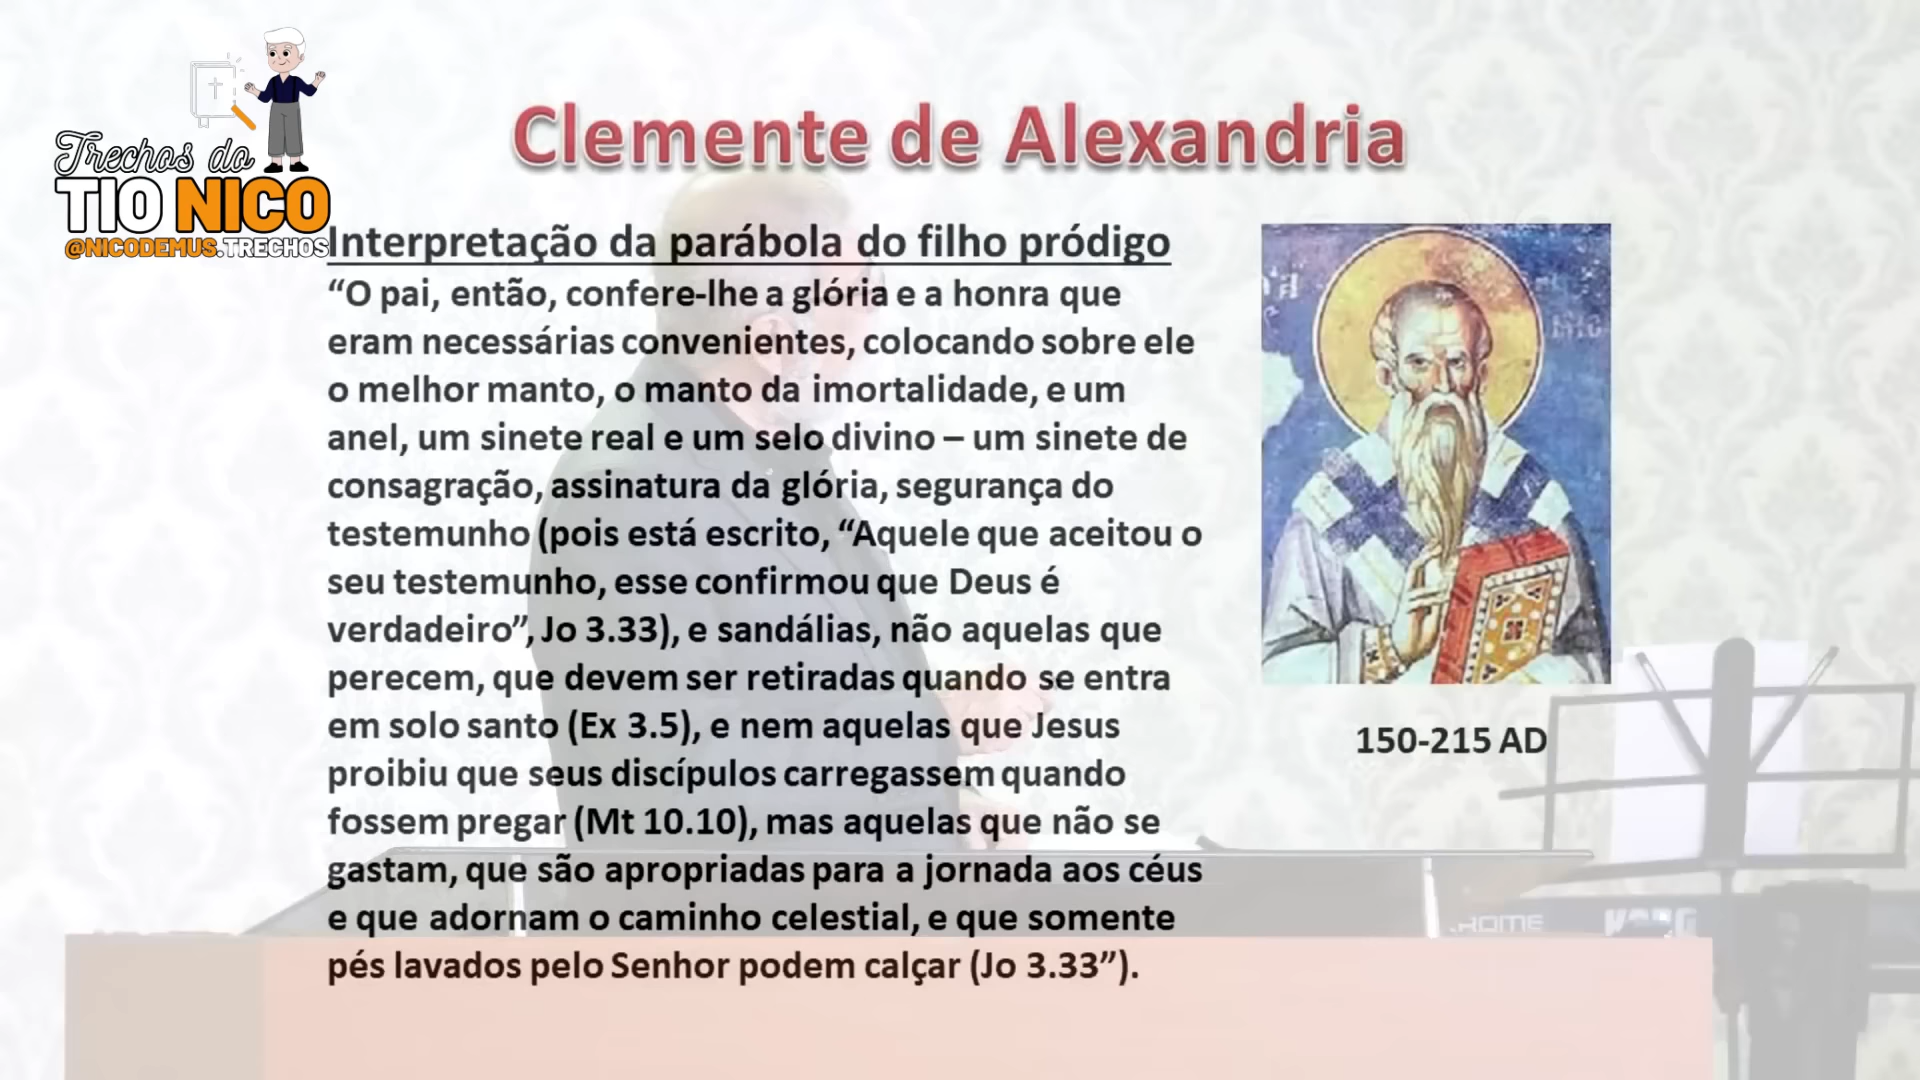 Trechos do
TIO NICO
@NICODEMUS.TRECHOS
Clemente de Alexandria
Interpretação da parábola do filho pródigo
“O pai, então, confere-lhe a glória e a honra que
eram necessárias convenientes, colocando sobre ele
o melhor manto, o manto da imortalidade, e um
anel, um sinete real e um selo divino – um sinete de
consagração, assinatura da glória, segurança do
testemunho (pois está escrito, “Aquele que aceitou o
seu testemunho, esse confirmou que Deus é
verdadeiro”, Jo 3.33), e sandálias, não aquelas que
perecem, que devem ser retiradas quando se entra
em solo santo (Ex 3.5), e nem aquelas que Jesus
proibiu que seus discípulos carregassem quando
fossem pregar (Mt 10.10), mas aquelas que não se
gastam, que são apropriadas para a jornada aos céus
e que adornam o caminho celestial, e que somente
pés lavados pelo Senhor podem calçar (Jo 3.33”).
150-215 AD
KORG